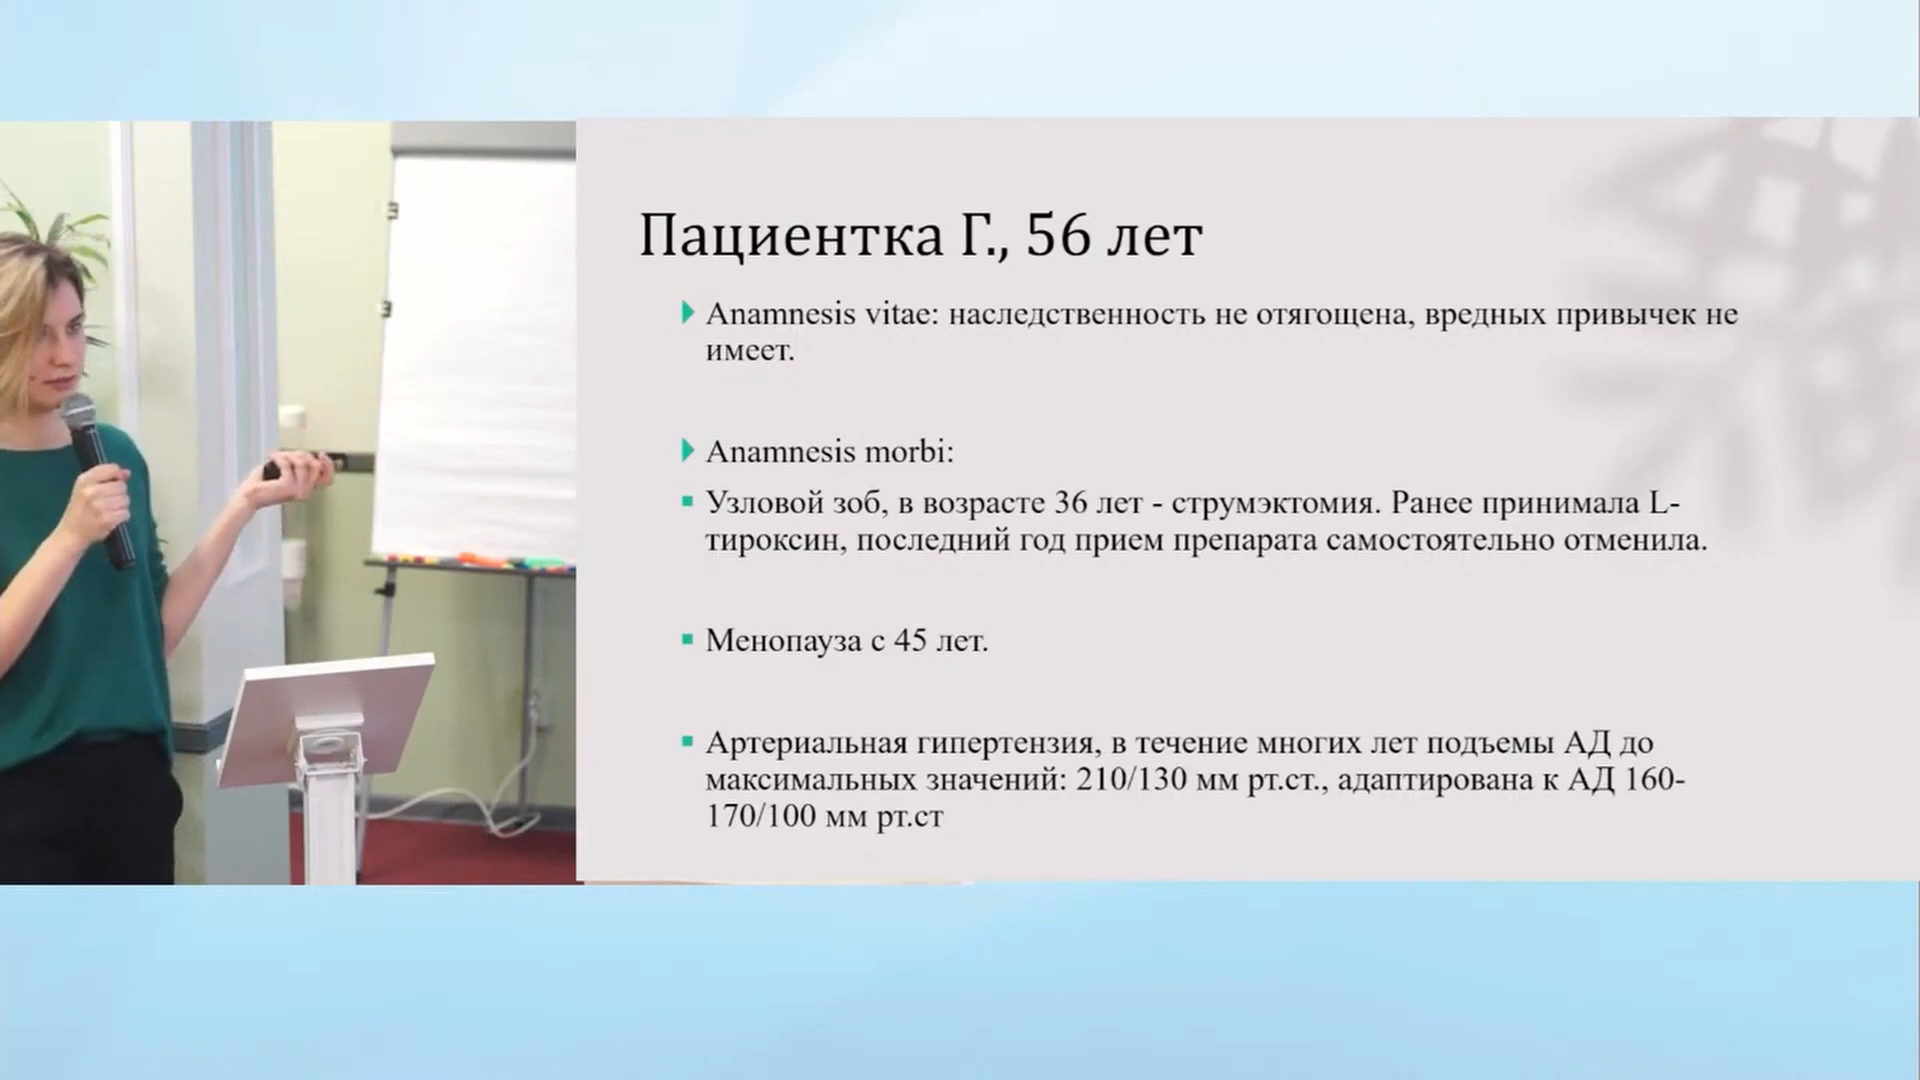 Пациентка Г., 56 лет
Anamnesis vitae: наследственность не отягощена, вредных привычек не
имеет.
Anamnesis morbi:
Узловой зоб, в возрасте 36 лет - струмэктомия. Ранее принимала L-
тироксин, последний год прием препарата самостоятельно отменила.
Менопауза с 45 лет.
Артериальная гипертензия, в течение многих лет подъемы АД до
максимальных значений: 210/130 мм рт.ст., адаптирована к АД 160-
170/100 мм рт.ст